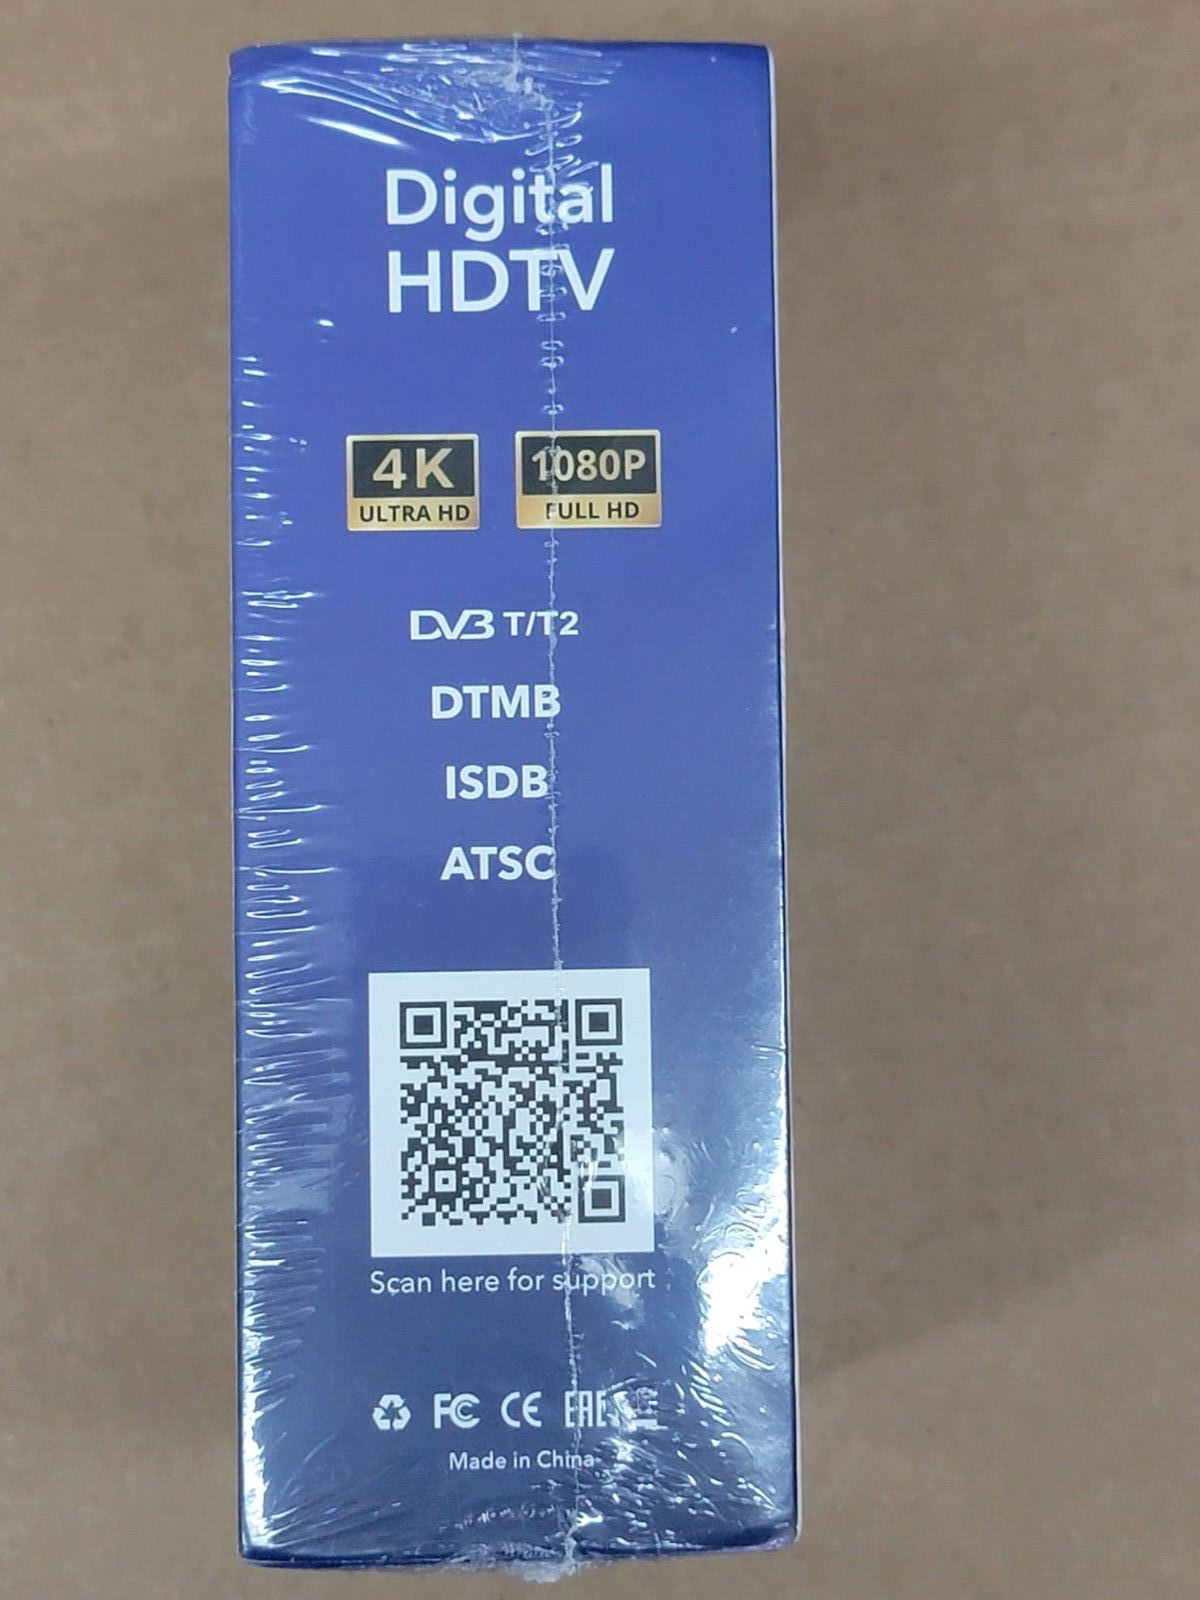 Digital
HDTV
4K 1080P
ULTRA HD FULL HD
DVB T/T2
DTMB
ISDB
ATSC
Scan here for support
FC CE EAC
Made in China